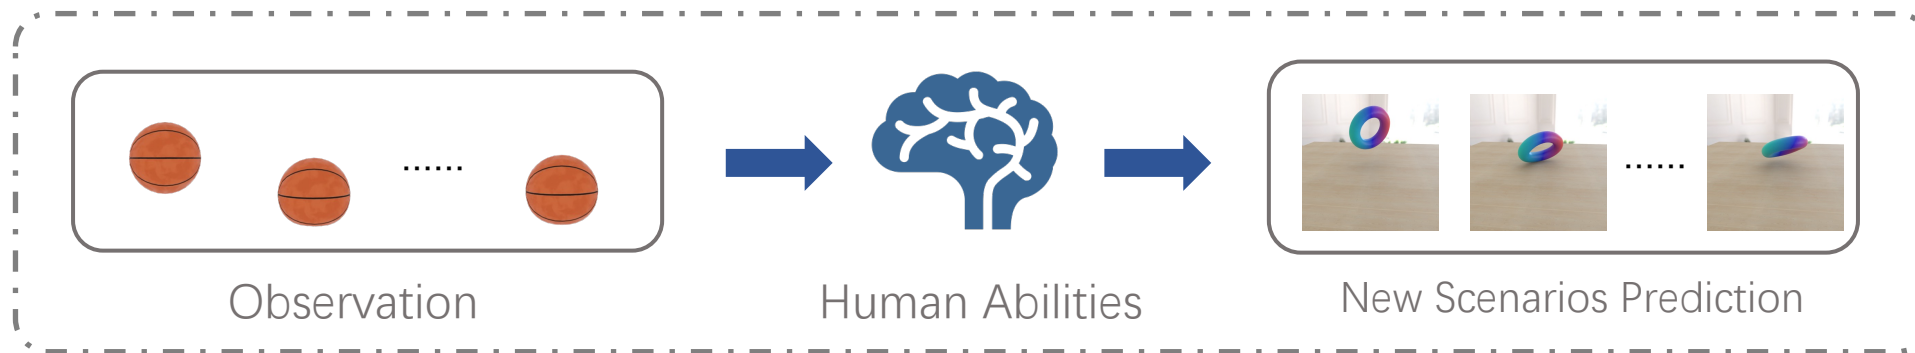 ......
......
Observation
Human Abilities
New Scenarios Prediction